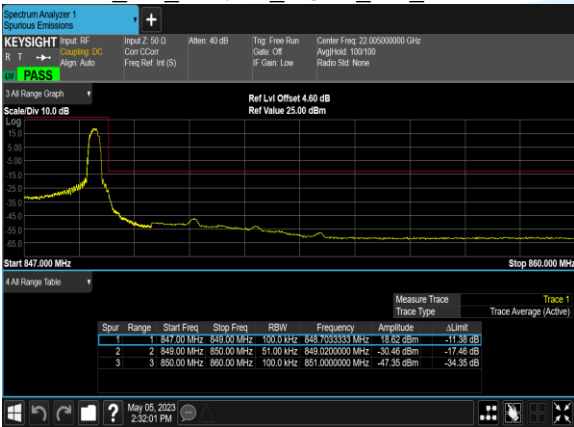 Spectrum Analyzer 1
Spurious Emissions
+
KEYSIGHT Input: RF Input Z: 50 Ω Atten: 40 dB Trig: Free Run Center Freq: 22.005000000 GHz
R T Coupling: DC Corr CCorr Gate: Off Avg|Hold: 100/100
Align: Auto Freq Ref: Int (S) IF Gain: Low Radio Std: None
PASS
3 All Range Graph
Ref Lvl Offset 4.60 dB
Scale/Div 10.0 dB Ref Value 25.00 dBm
Log
15.0
5.00
-5.00
-15.0
-25.0
-35.0
-45.0
-55.0
-65.0
Start 847.000 MHz Stop 860.000 MHz
4 All Range Table
Measure Trace Trace 1
Trace Type Trace Average (Active)
Spur Range Start Freq Stop Freq RBW Frequency Amplitude ΔLimit
1 1 847.00 MHz 849.00 MHz 100.0 kHz 848.7033333 MHz 18.62 dBm -11.38 dB
2 2 849.00 MHz 850.00 MHz 51.00 kHz 849.0200000 MHz -30.46 dBm -17.46 dB
3 3 850.00 MHz 860.00 MHz 100.0 kHz 851.0000000 MHz -47.35 dBm -34.35 dB
?
May 05, 2023
2:32:01 PM